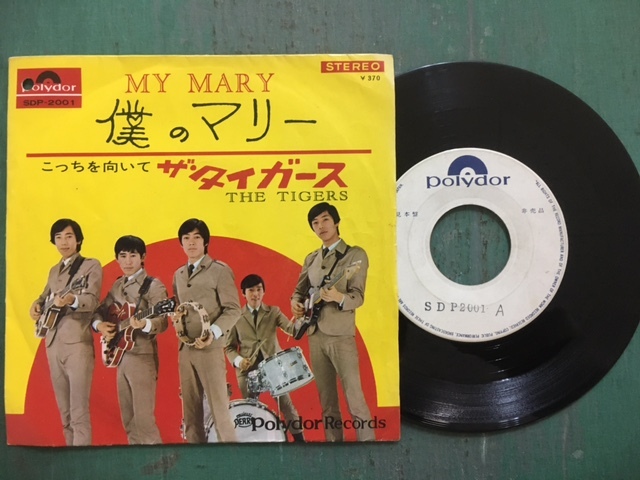 polydor
SDP-2001
STEREO
¥370
MY MARY
僕のマリー
こっちを向いて
ザ・タイガース
THE TIGERS
PERL
Polydor Records
polydor
見本盤
非売品
SDP2001 A